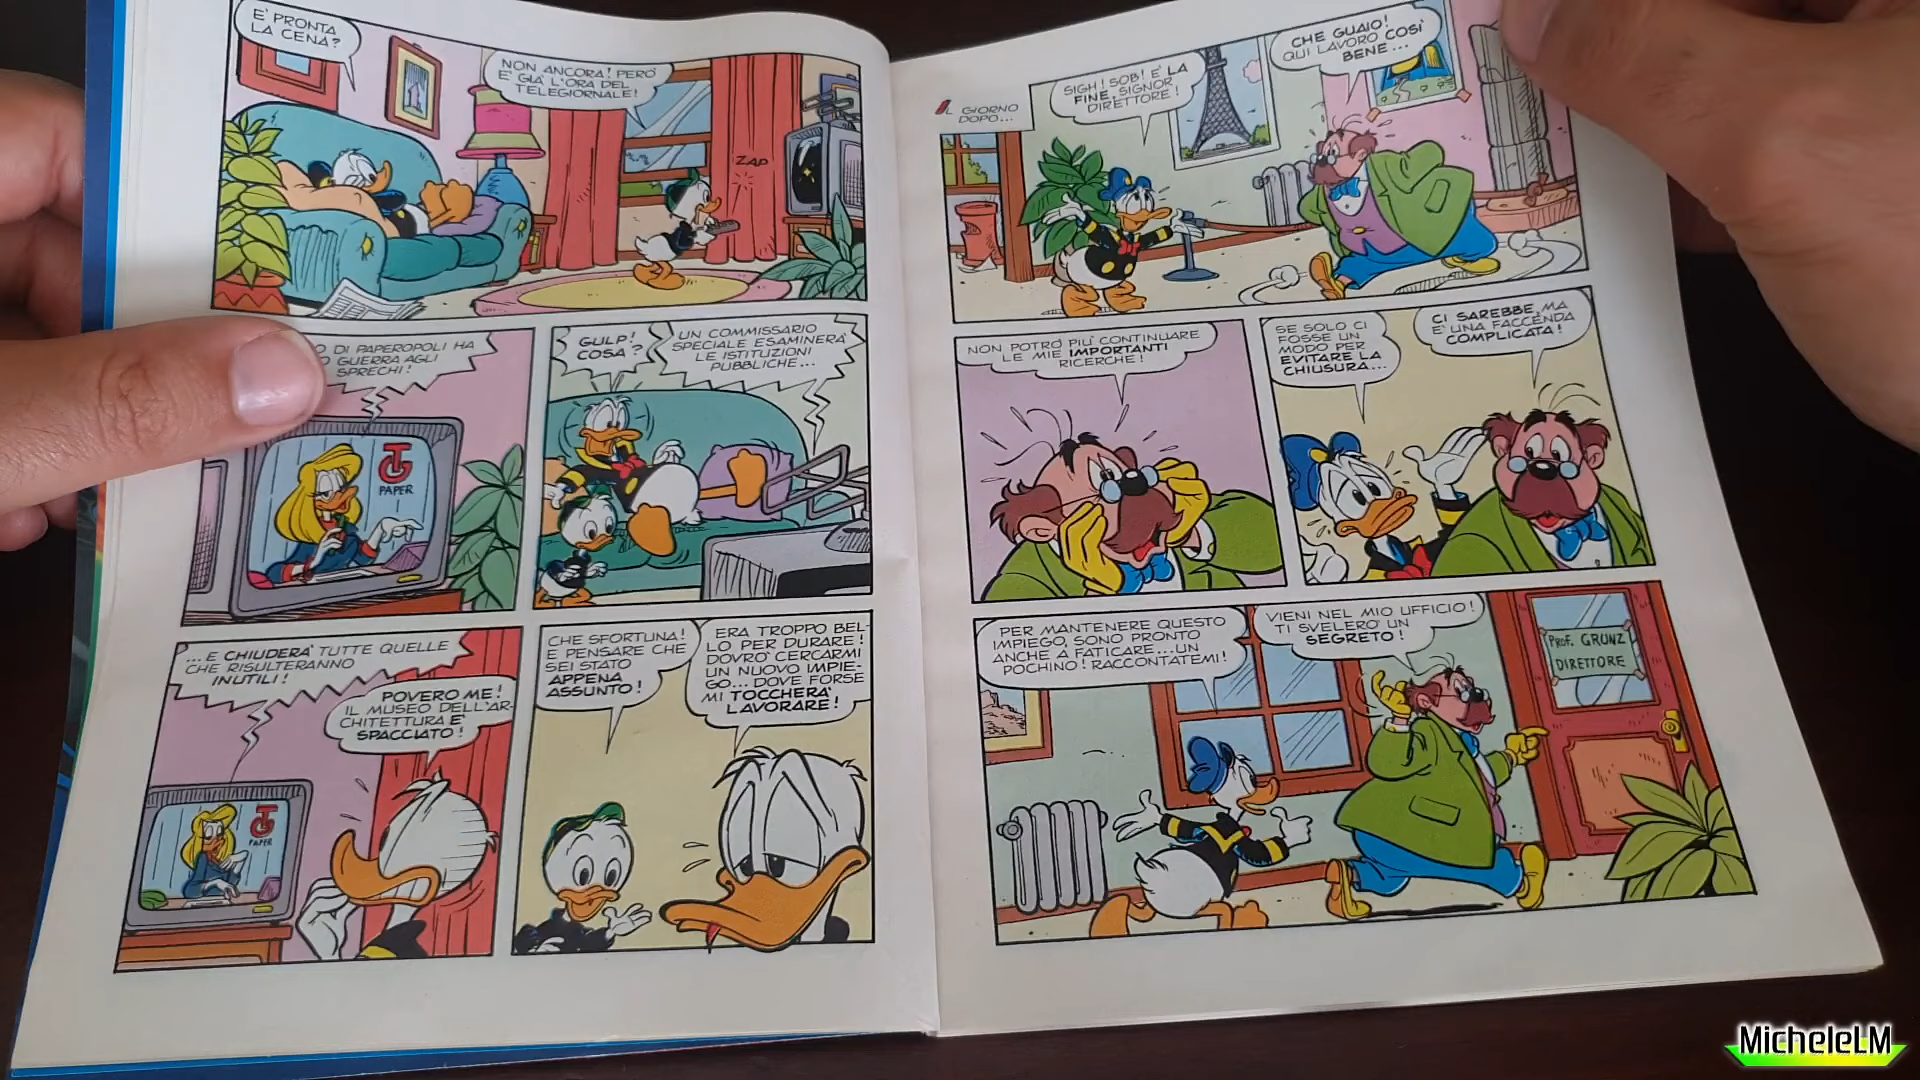 E' PRONTA
LA CENA?
NON ANCORA! PERÒ
E' GIÀ L'ORA DEL
TELEGIORNALE!
ZAP
DI PAPEROPOLI HA
GUERRA AGLI
SPRECHI!
TG
PAPER
GULP!
COSA?
UN COMMISSARIO
SPECIALE ESAMINERÀ
LE ISTITUZIONI
PUBBLICHE...
...E CHIUDERÀ TUTTE QUELLE
CHE RISULTERANNO
INUTILI!
POVERO ME!
IL MUSEO DELL'AR-
CHITETTURA E'
SPACCIATO!
TG
PAPER
CHE SFORTUNA!
E PENSARE CHE
SEI STATO
APPENA
ASSUNTO!
ERA TROPPO BEL-
LO PER DURARE!
DOVRÒ CERCARMI
UN NUOVO IMPIE-
GO... DOVE FORSE
MI TOCCHERÀ
LAVORARE!
IL GIORNO
DOPO...
SIGH! SOB! E' LA
FINE, SIGNOR
DIRETTORE!
CHE GUAIO!
QUI LAVORO COSÌ
BENE...
NON POTRÒ PIÙ CONTINUARE
LE MIE IMPORTANTI
RICERCHE!
SE SOLO CI
FOSSE UN
MODO PER
EVITARE LA
CHIUSURA...
CI SAREBBE, MA
E' UNA FACCENDA
COMPLICATA!
PER MANTENERE QUESTO
IMPIEGO, SONO PRONTO
ANCHE A FATICARE...UN
POCHINO! RACCONTATEMI!
VIENI NEL MIO UFFICIO!
TI SVELERÒ UN
SEGRETO!
PROF. GRUNZ
DIRETTORE
MicheleLM